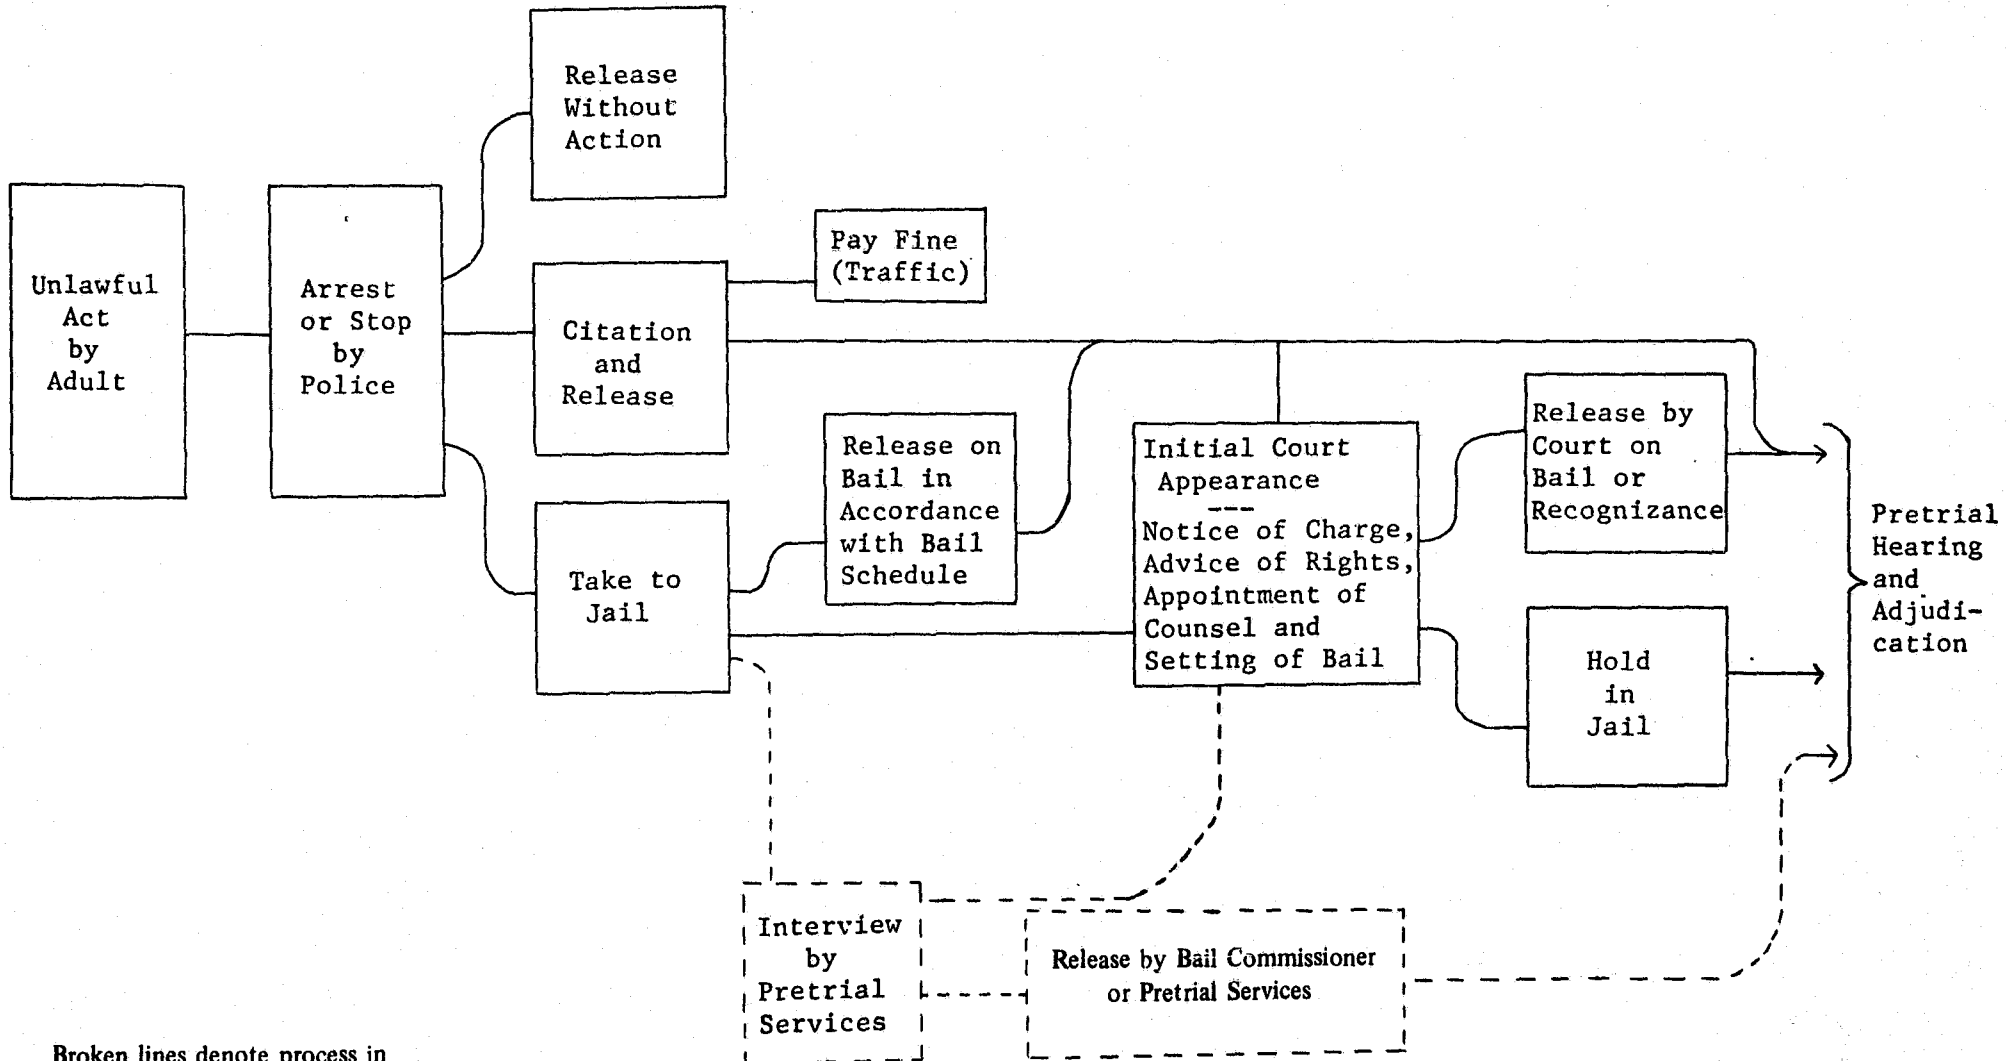 Release
Without
Action
Unlawful
Act
by
Adult
Arrest
or Stop
by
Police
Citation
and
Release
Pay Fine
(Traffic)
Take to
Jail
Release on
Bail in
Accordance
with Bail
Schedule
Initial Court
Appearance
---
Notice of Charge,
Advice of Rights,
Appointment of
Counsel and
Setting of Bail
Release by
Court on
Bail or
Recognizance
Hold
in
Jail
Pretrial
Hearing
and
Adjudi-
cation
Interview
by
Pretrial
Services
Release by Bail Commissioner
or Pretrial Services
Broken lines denote process in